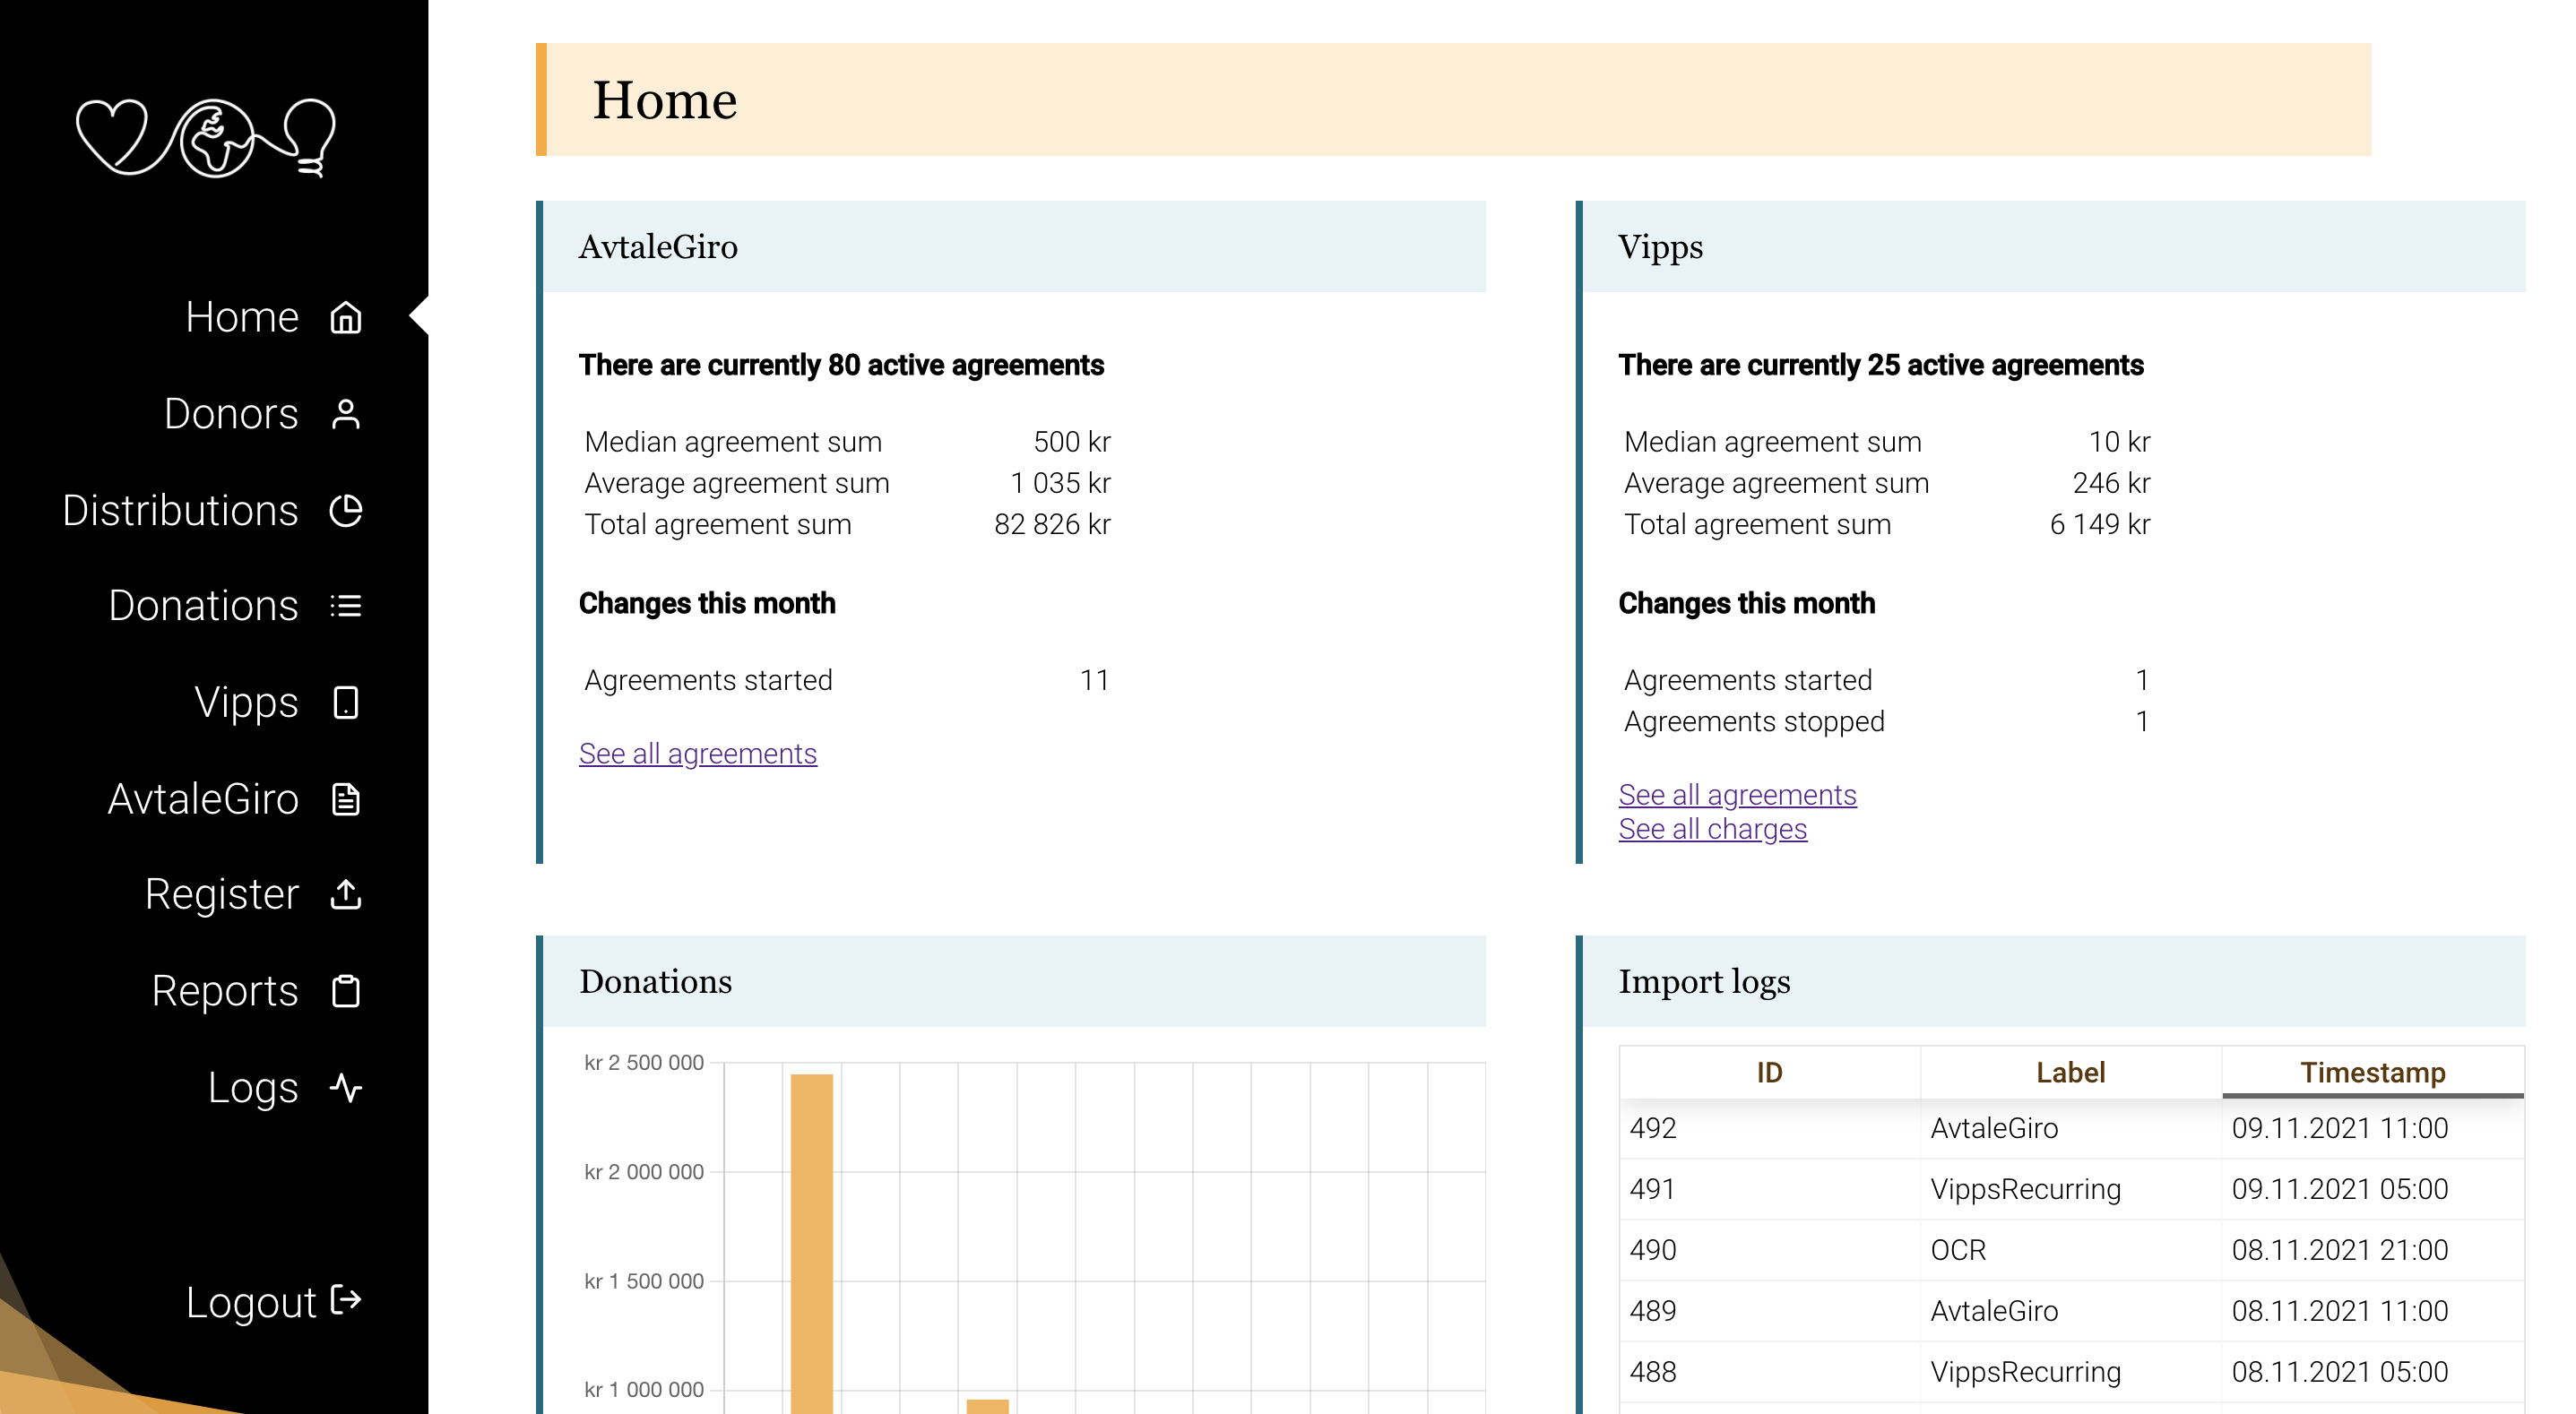 Home
Donors
Distributions
Donations
Vipps
AvtaleGiro
Register
Reports
Logs
Logout
Home
AvtaleGiro
There are currently 80 active agreements
Median agreement sum 500 kr
Average agreement sum 1 035 kr
Total agreement sum 82 826 kr
Changes this month
Agreements started 11
See all agreements
Vipps
There are currently 25 active agreements
Median agreement sum 10 kr
Average agreement sum 246 kr
Total agreement sum 6 149 kr
Changes this month
Agreements started 1
Agreements stopped 1
See all agreements
See all charges
Donations
kr 2 500 000
kr 2 000 000
kr 1 500 000
kr 1 000 000
Import logs
ID Label Timestamp
492 AvtaleGiro 09.11.2021 11:00
491 VippsRecurring 09.11.2021 05:00
490 OCR 08.11.2021 21:00
489 AvtaleGiro 08.11.2021 11:00
488 VippsRecurring 08.11.2021 05:00